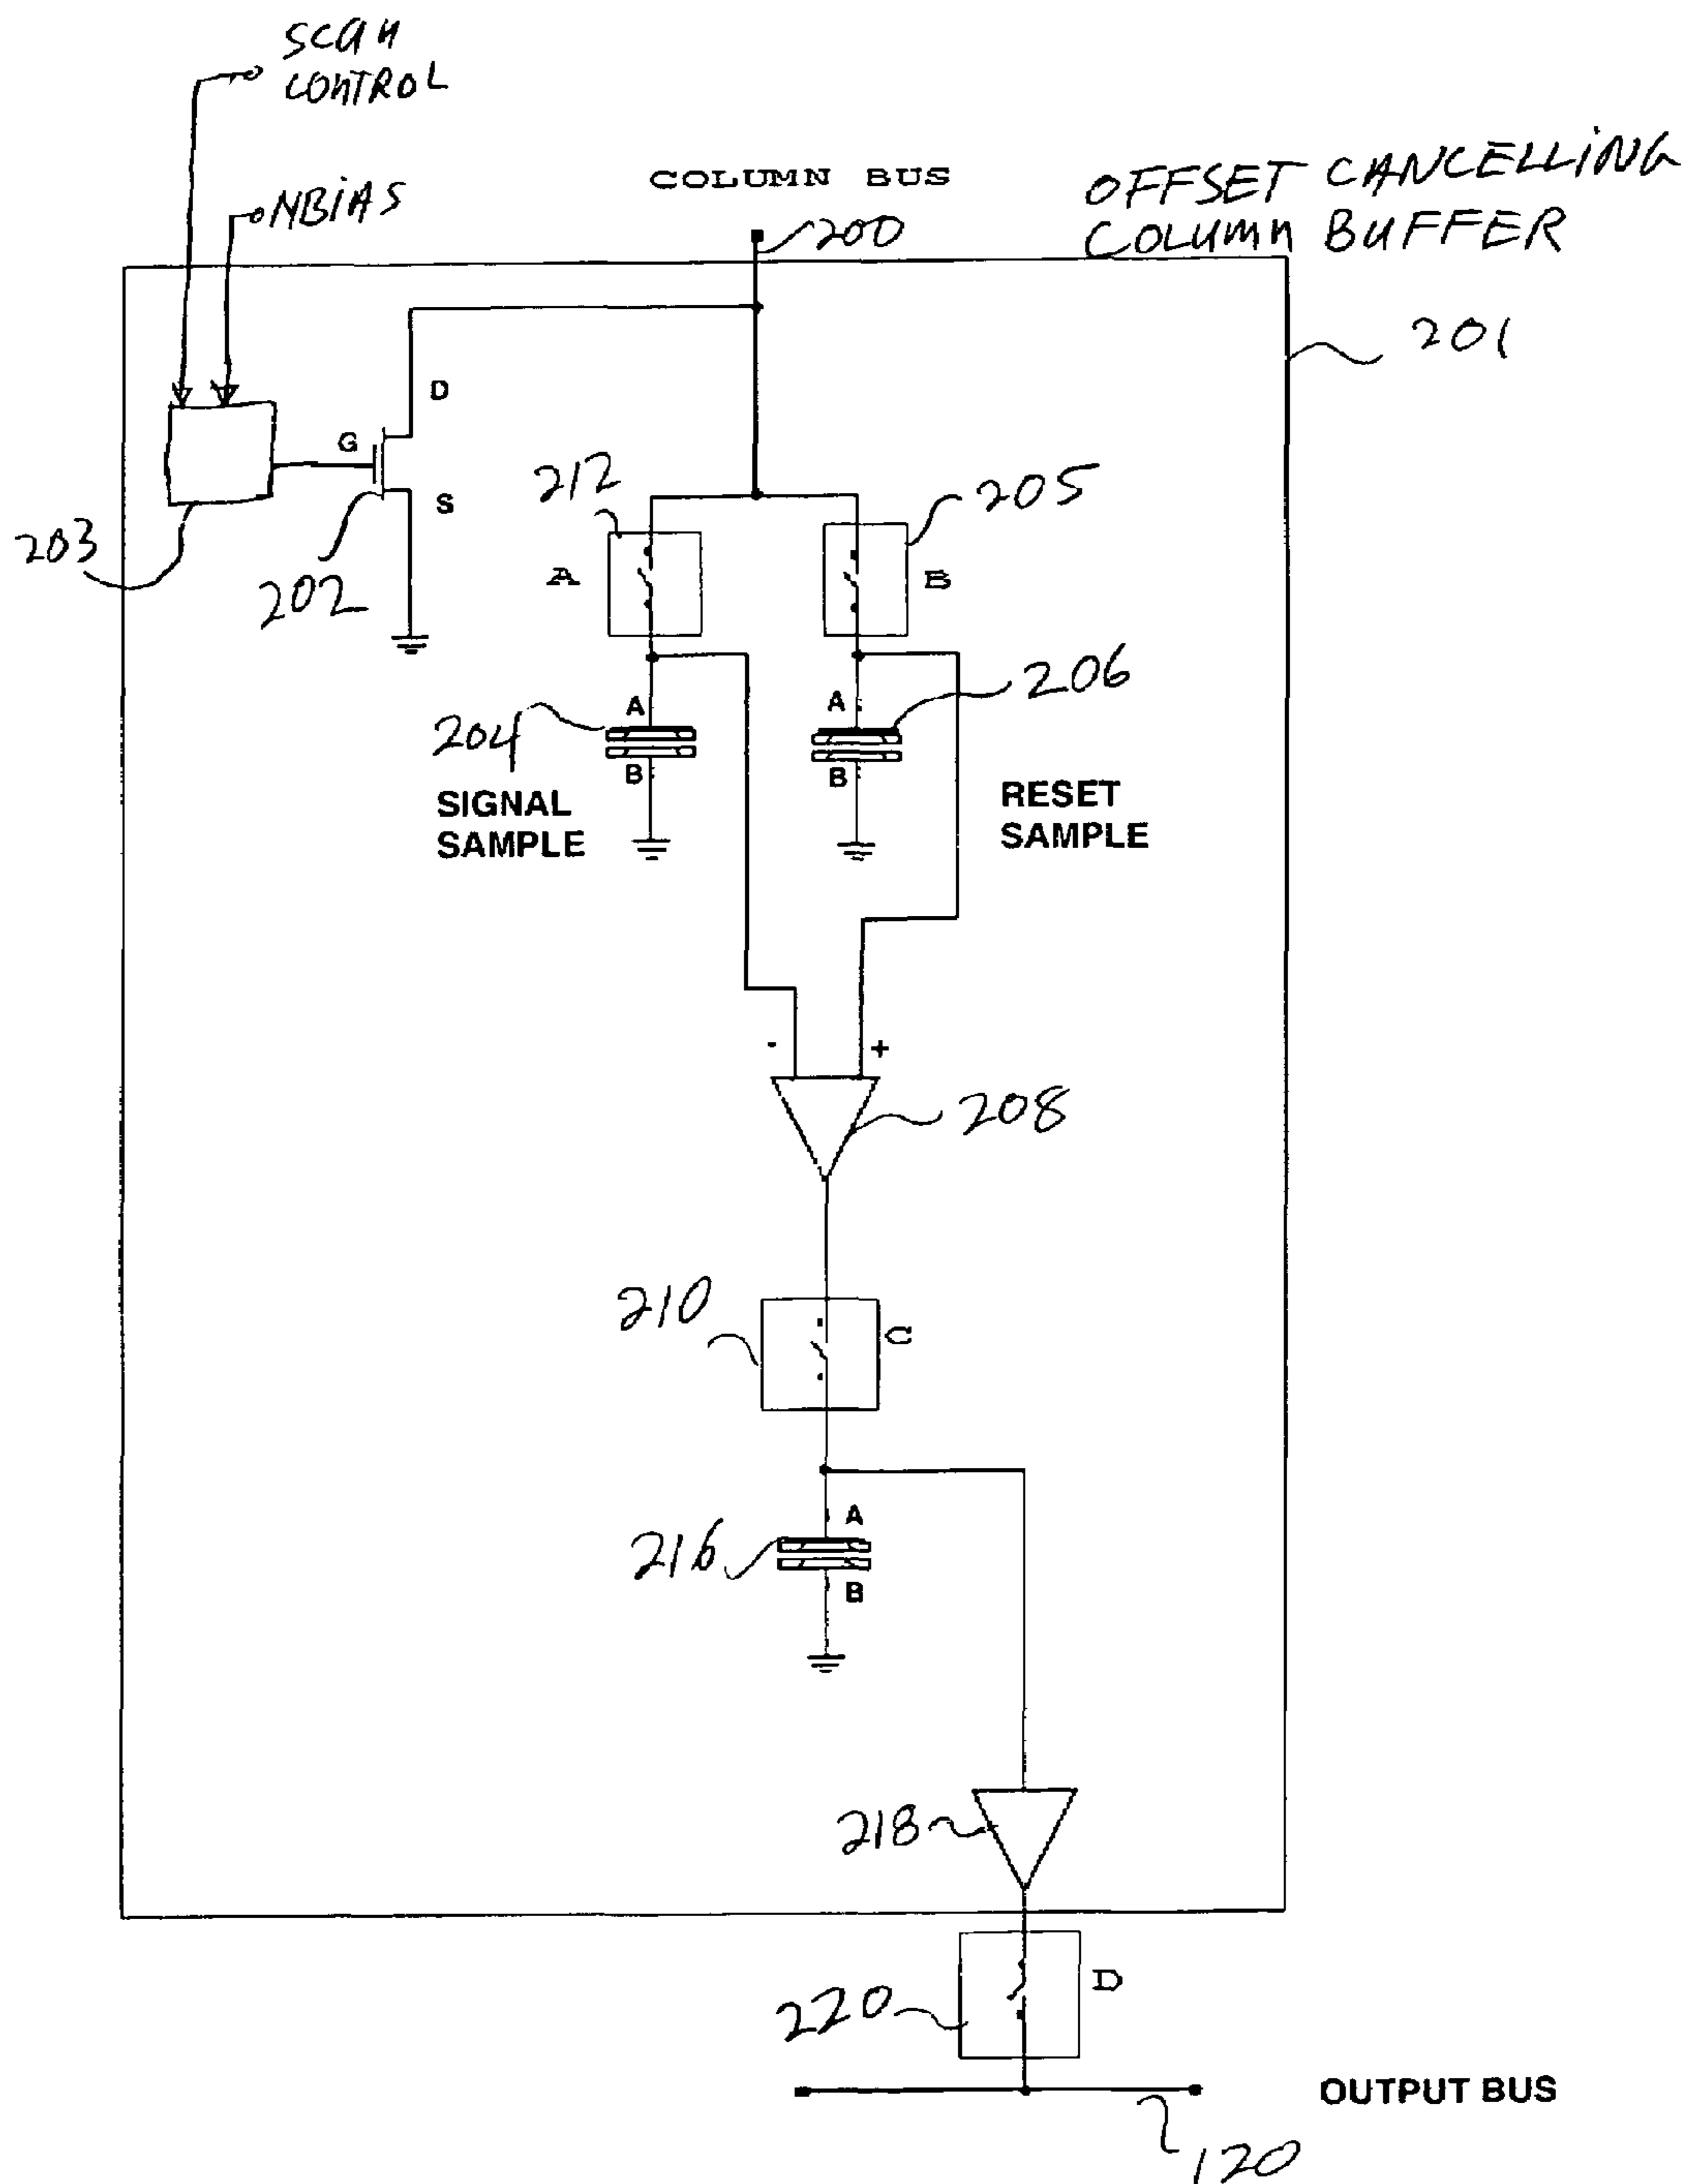 SCAN
CONTROL
NBIAS
COLUMN BUS
200
OFFSET CANCELLING
COLUMN BUFFER
201
D
G
S
203
202
212
205
A
B
204
A
B
206
A
B
SIGNAL
SAMPLE
RESET
SAMPLE
- +
208
210
C
216
A
B
218
220
D
OUTPUT BUS
120